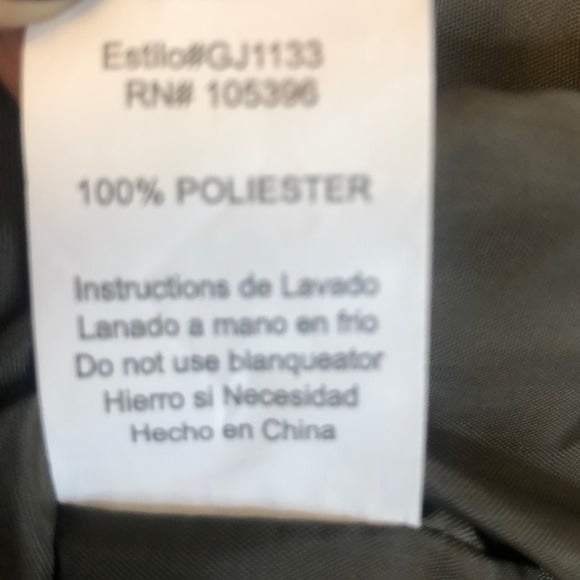 Estilo#GJ1133
RN# 105396
100% POLIESTER
Instructions de Lavado
Lanado a mano en frio
Do not use blanqueator
Hierro si Necesidad
Hecho en China